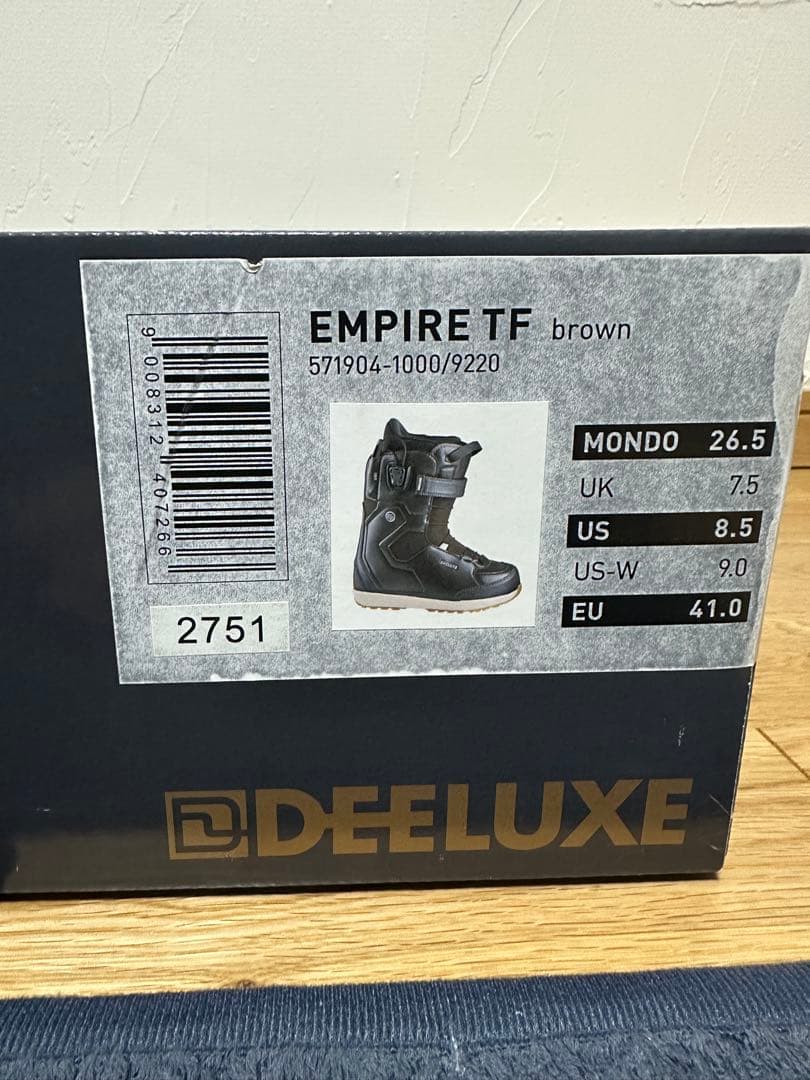 EMPIRE TF brown
571904-1000/9220
9 008312 407266
2751
MONDO 26.5
UK 7.5
US 8.5
US-W 9.0
EU 41.0
DEELUXE